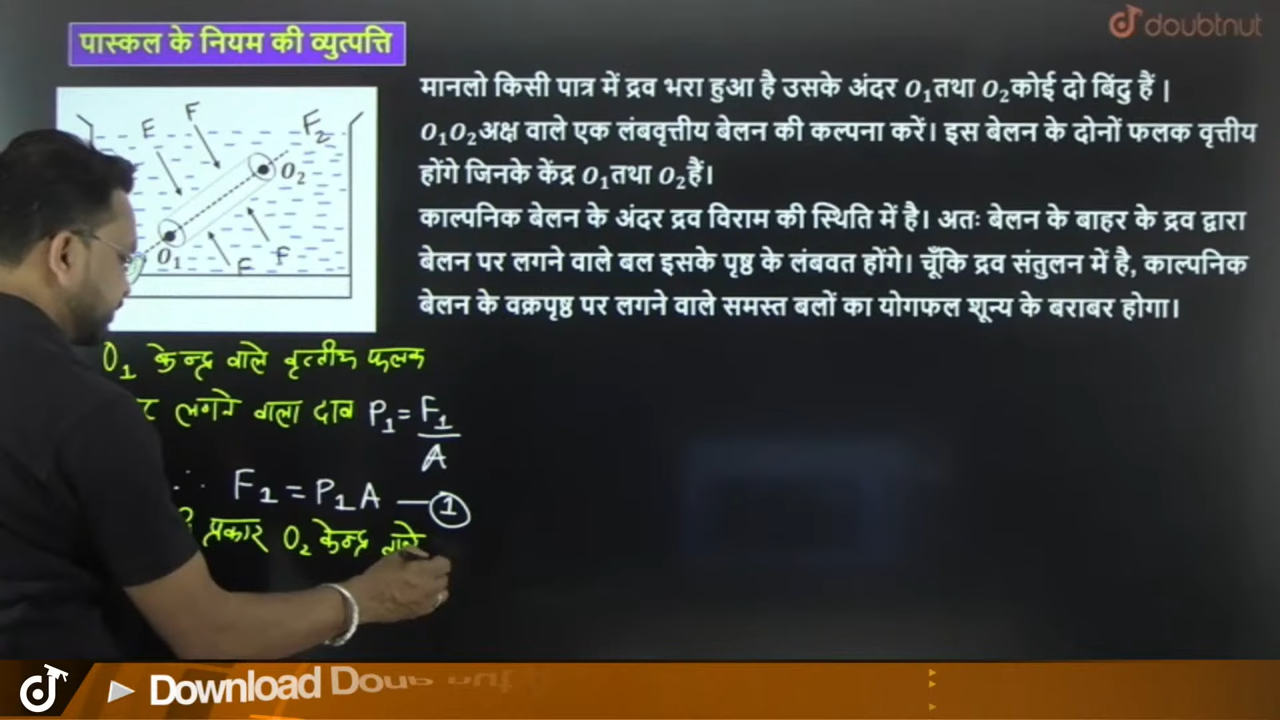 doubtnut
पास्कल के नियम की व्युत्पत्ति
मानलो किसी पात्र में द्रव भरा हुआ है उसके अंदर O₁तथा O₂कोई दो बिंदु हैं |
O₁O₂अक्ष वाले एक लंबवृत्तीय बेलन की कल्पना करें। इस बेलन के दोनों फलक वृत्तीय
होंगे जिनके केंद्र O₁तथा O₂हैं।
काल्पनिक बेलन के अंदर द्रव विराम की स्थिति में है। अतः बेलन के बाहर के द्रव द्वारा
बेलन पर लगने वाले बल इसके पृष्ठ के लंबवत होंगे। चूँकि द्रव संतुलन में है, काल्पनिक
बेलन के वक्रपृष्ठ पर लगने वाले समस्त बलों का योगफल शून्य के बराबर होगा।
F F F₂
O₂
O₁
F F
O₁ केन्द्र वाले वृत्तीय फलक
लगने वाला दाब P₁ = F₁/A
∴ F₁ = P₁A — ①
प्रकार O₂ केन्द्र वाले
Download